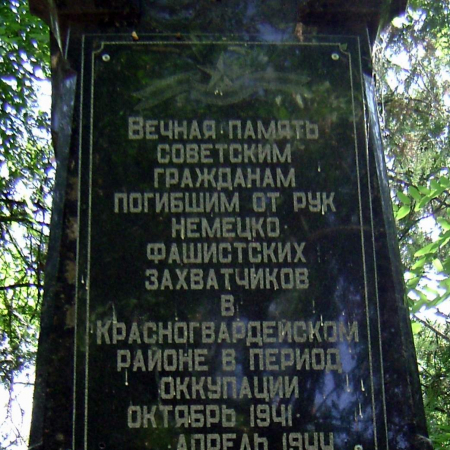 Вечная память
советским
гражданам
погибшим от рук
немецко
фашистских
захватчиков
в
Красногвардейском
районе в период
оккупации
октябрь 1941
апрель 1944